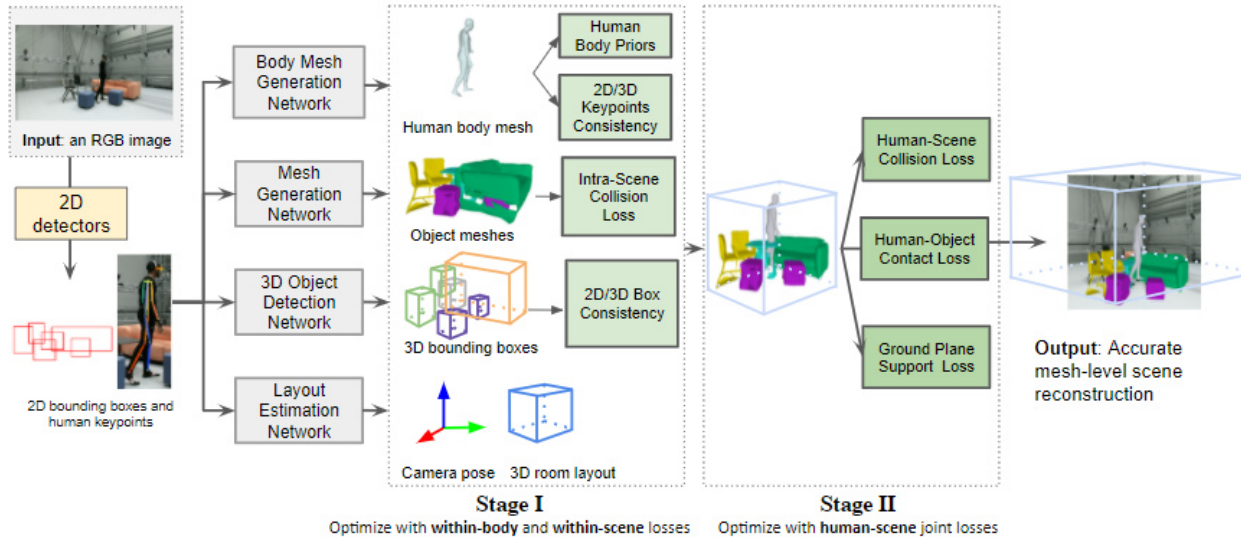 Input: an RGB image
2D
detectors
2D bounding boxes and
human keypoints
Body Mesh
Generation
Network
Mesh
Generation
Network
3D Object
Detection
Network
Layout
Estimation
Network
Human body mesh
Human
Body Priors
2D/3D
Keypoints
Consistency
Object meshes
Intra-Scene
Collision
Loss
3D bounding boxes
2D/3D Box
Consistency
Camera pose
3D room layout
Stage I
Optimize with within-body and within-scene losses
Human-Scene
Collision Loss
Human-Object
Contact Loss
Ground Plane
Support Loss
Stage II
Optimize with human-scene joint losses
Output: Accurate
mesh-level scene
reconstruction